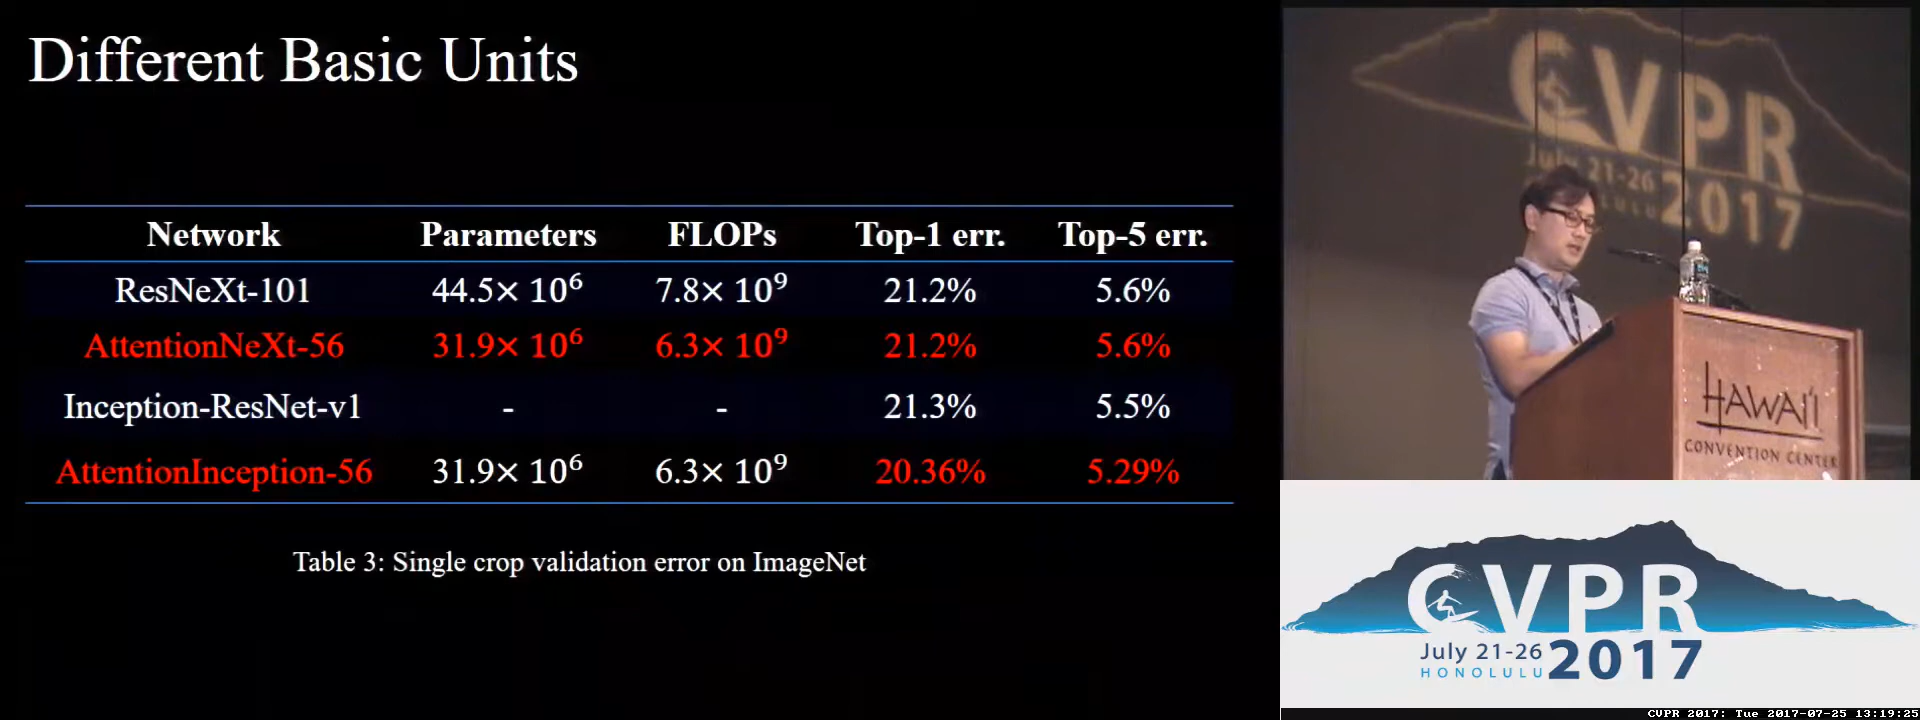 Different Basic Units
Network Parameters FLOPs Top-1 err. Top-5 err.
ResNeXt-101 44.5× 10⁶ 7.8× 10⁹ 21.2% 5.6%
AttentionNeXt-56 31.9× 10⁶ 6.3× 10⁹ 21.2% 5.6%
Inception-ResNet-v1 - - 21.3% 5.5%
AttentionInception-56 31.9× 10⁶ 6.3× 10⁹ 20.36% 5.29%
Table 3: Single crop validation error on ImageNet
CVPR
July 21-26
2017
HAWAI'I
CONVENTION CENTER
CVPR
July 21-26 2017
HONOLULU
CVPR 2017: Tue 2017-07-25 13:19:25